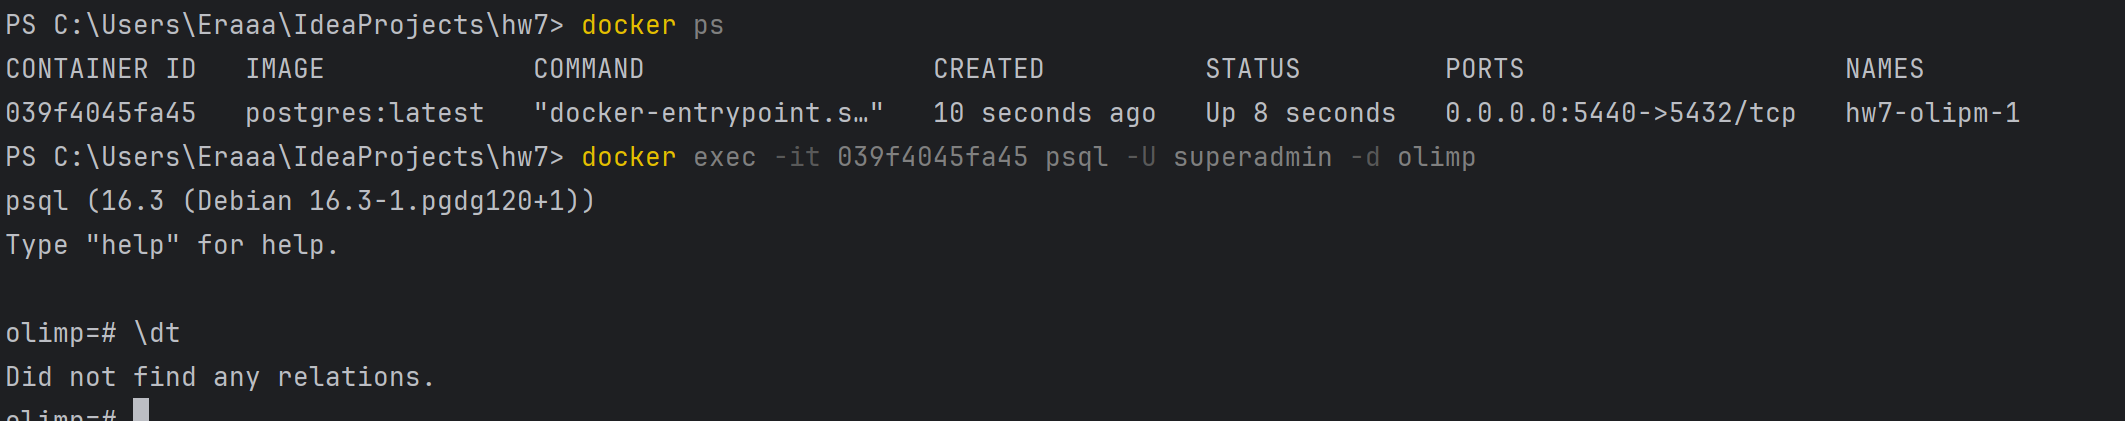 PS C:\Users\Eraaa\IdeaProjects\hw7> docker ps
CONTAINER ID   IMAGE             COMMAND                  CREATED          STATUS         PORTS                    NAMES
039f4045fa45   postgres:latest   "docker-entrypoint.s…"   10 seconds ago   Up 8 seconds   0.0.0.0:5440->5432/tcp   hw7-olipm-1
PS C:\Users\Eraaa\IdeaProjects\hw7> docker exec -it 039f4045fa45 psql -U superadmin -d olimp
psql (16.3 (Debian 16.3-1.pgdg120+1))
Type "help" for help.
olimp=# \dt
Did not find any relations.
olimp=#